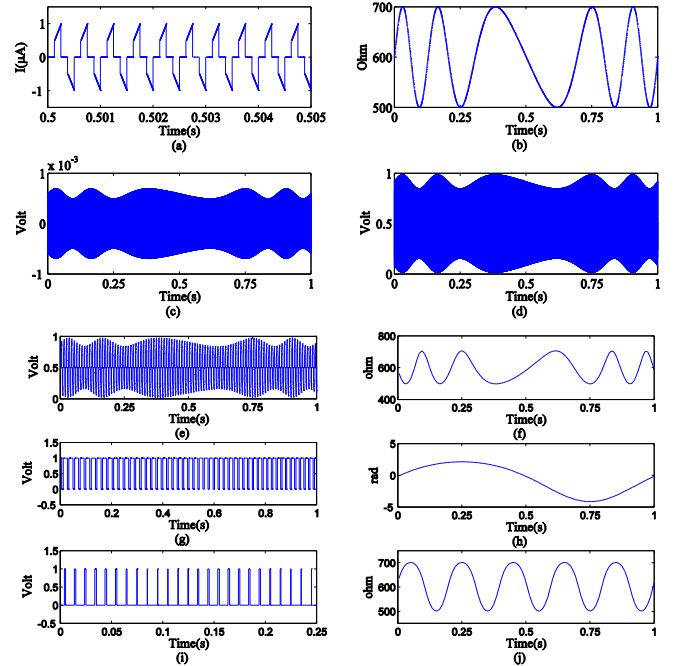 1
0
-1
I(μA)
0.5 0.501 0.502 0.503 0.504 0.505
Time(s)
(a)
700
600
500
Ohm
0 0.25 0.5 0.75 1
Time(s)
(b)
x 10⁻³
1
0
-1
Volt
0 0.25 0.5 0.75 1
Time(s)
(c)
1
0.5
0
Volt
0 0.25 0.5 0.75 1
Time(s)
(d)
1
0.5
0
Volt
0 0.25 0.5 0.75 1
Time(s)
(e)
800
600
400
ohm
0 0.25 0.5 0.75 1
Time(s)
(f)
1.5
1
0.5
0
-0.5
Volt
0 0.2 0.4 0.6 0.8 1
Time(s)
(g)
5
0
-5
rad
0 0.25 0.5 0.75 1
Time(s)
(h)
1.5
1
0.5
0
-0.5
Volt
0 0.05 0.1 0.15 0.2 0.25
Time(s)
(i)
700
600
500
ohm
0 0.25 0.5 0.75 1
Time(s)
(j)